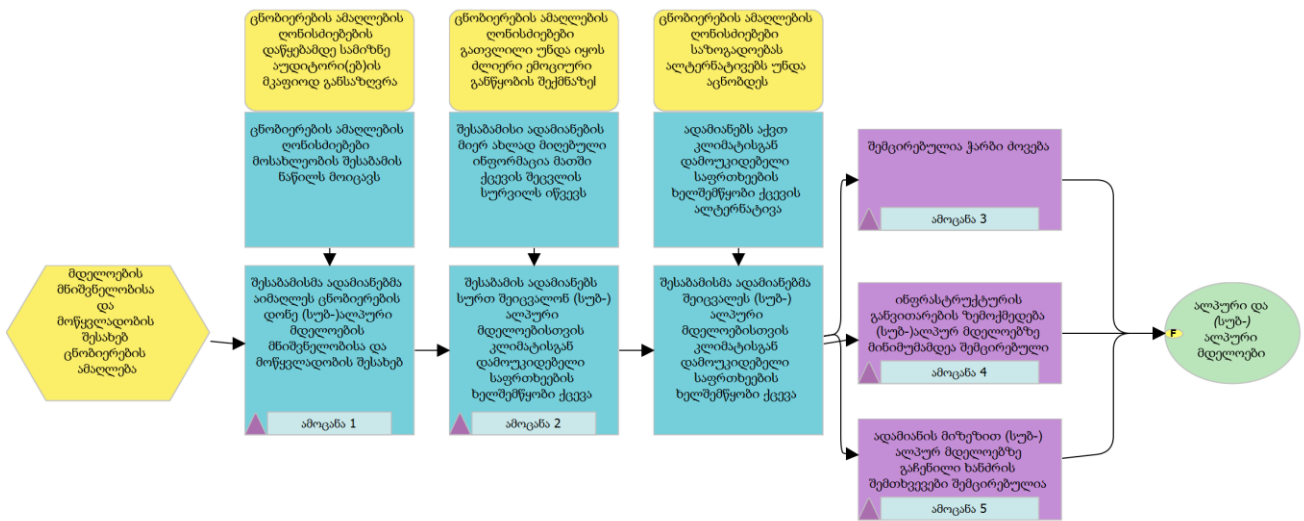 ცნობიერების ამაღლების
ღონისძიებების
დაწყებამდე სამიზნე
აუდიტორი(ებ)ის
მკაფიოდ განსაზღვრა
ცნობიერების ამაღლების
ღონისძიებები
გათვლილი უნდა იყოს
ძლიერი ემოციური
განწყობის შექმნაზე!
ცნობიერების ამაღლების
ღონისძიებები
საზოგადოებას
ალტერნატივებს უნდა
აცნობდეს
ცნობიერების ამაღლების
ღონისძიებები
მოსახლეობის შესაბამის
ნაწილს მოიცავს
შესაბამისი ადამიანების
მიერ ახლად მიღებული
ინფორმაცია მათში
ქცევის შეცვლის
სურვილს იწვევს
ადამიანებს აქვთ
კლიმატისგან
დამოუკიდებელი
საფრთხეების
ხელშემწყობი ქცევის
ალტერნატივა
მდელოების
მნიშვნელობისა
და
მოწყვლადობის
შესახებ
ცნობიერების
ამაღლება
შესაბამისმა ადამიანებმა
აიმაღლეს ცნობიერების
დონე (სუბ-)ალპური
მდელოების
მნიშვნელობისა და
მოწყვლადობის შესახებ
ამოცანა 1
შესაბამის ადამიანებს
სურთ შეიცვალონ (სუბ-)
ალპური
მდელოებისთვის
კლიმატისგან
დამოუკიდებელი
საფრთხეების
ხელშემწყობი ქცევა
ამოცანა 2
შესაბამისმა ადამიანებმა
შეიცვალეს (სუბ-)
ალპური
მდელოებისთვის
კლიმატისგან
დამოუკიდებელი
საფრთხეების
ხელშემწყობი ქცევა
შემცირებულია ჭარბი ძოვება
ამოცანა 3
ინფრასტრუქტურის
განვითარების ზემოქმედება
(სუბ-)ალპურ მდელოებზე
მინიმუმამდეა შემცირებული
ამოცანა 4
ადამიანის მიზეზით (სუბ-)
ალპურ მდელოებზე
გაჩენილი ხანძრის
შემთხვევები შემცირებულია
ამოცანა 5
F
ალპური და
(სუბ-)
ალპური
მდელოები